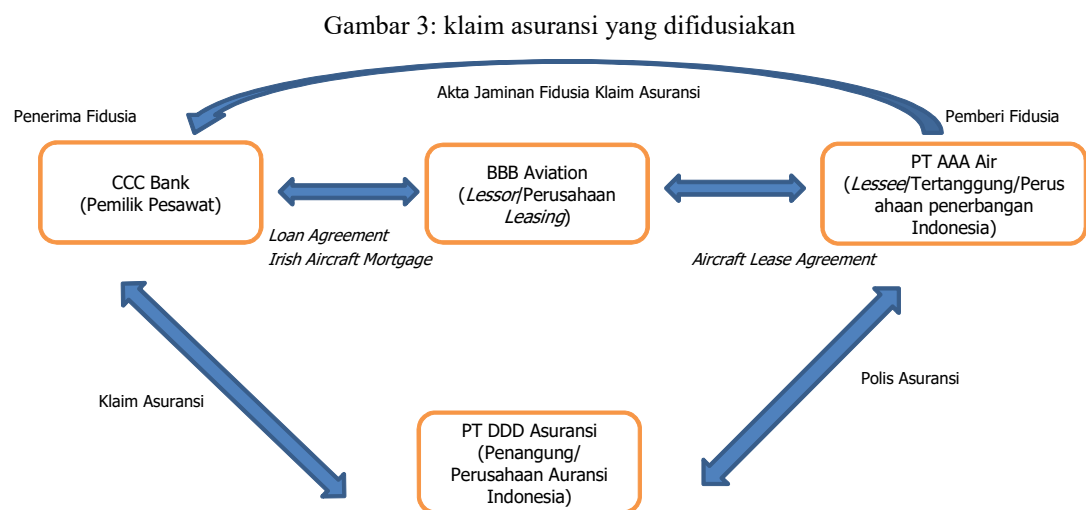 Gambar 3: klaim asuransi yang difidusiakan
Akta Jaminan Fidusia Klaim Asuransi
Penerima Fidusia
Pemberi Fidusia
CCC Bank
(Pemilik Pesawat)
BBB Aviation
(Lessor/Perusahaan
Leasing)
PT AAA Air
(Lessee/Tertanggung/Perus
ahaan penerbangan
Indonesia)
Loan Agreement
Irish Aircraft Mortgage
Aircraft Lease Agreement
Klaim Asuransi
Polis Asuransi
PT DDD Asuransi
(Penangung/
Perusahaan Auransi
Indonesia)